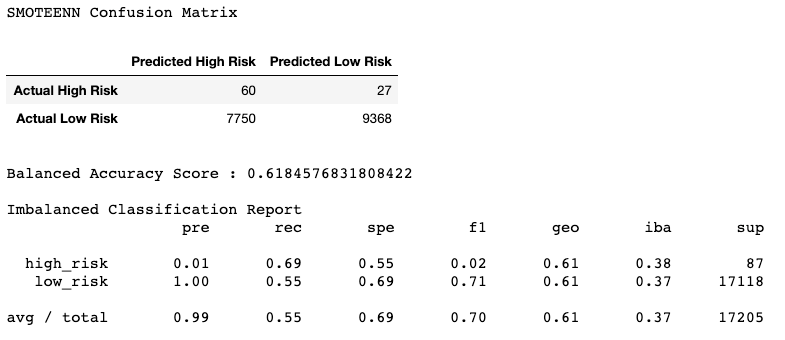 SMOTEENN Confusion Matrix
Predicted High Risk Predicted Low Risk
Actual High Risk 60 27
Actual Low Risk 7750 9368
Balanced Accuracy Score : 0.6184576831808422
Imbalanced Classification Report
pre rec spe f1 geo iba sup
high_risk 0.01 0.69 0.55 0.02 0.61 0.38 87
low_risk 1.00 0.55 0.69 0.71 0.61 0.37 17118
avg / total 0.99 0.55 0.69 0.70 0.61 0.37 17205